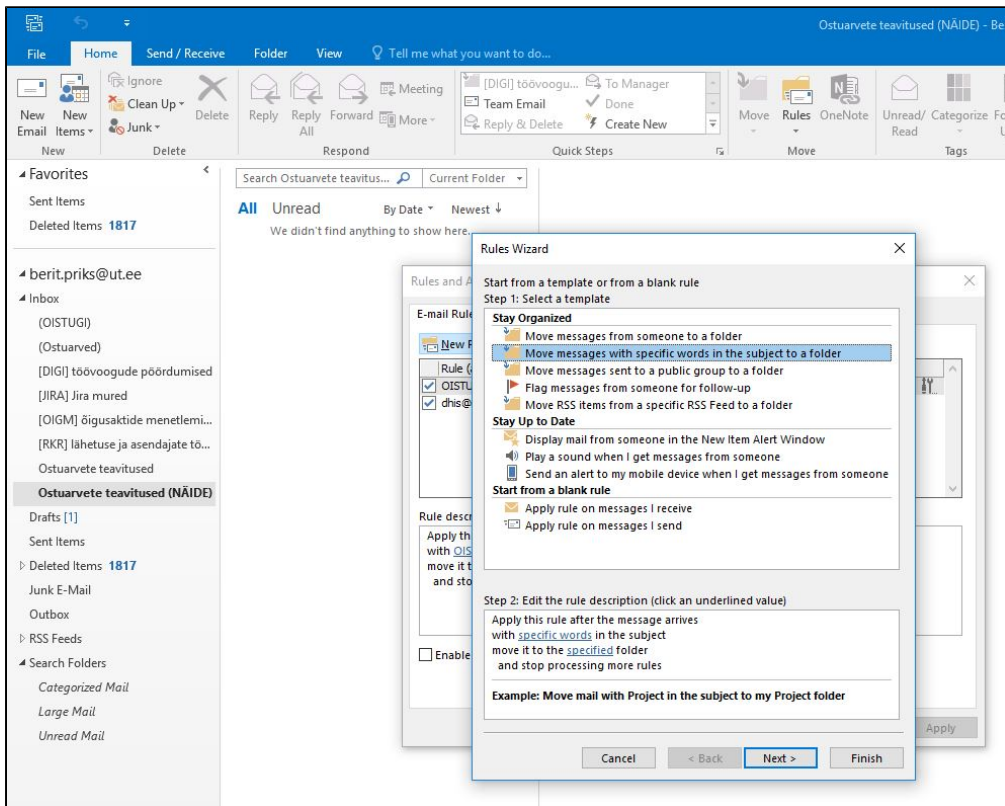 Ostuarvete teavitused (NÄIDE) - Be
File Home Send / Receive Folder View Tell me what you want to do...
New Email
New Items
Ignore
Clean Up
Junk
Delete
Reply
Reply All
Forward
Meeting
More
[DIGI] töövoogu...
Team Email
Reply & Delete
To Manager
Done
Create New
Move
Rules
OneNote
Unread/ Read
Categorize
Fo
U
New Delete Respond Quick Steps Move Tags
Favorites
Sent Items
Deleted Items 1817
berit.priks@ut.ee
Inbox
(OISTUGI)
(Ostuarved)
[DIGI] töövoogude pöördumised
[JIRA] Jira mured
[OIGM] õigusaktide menetlemi...
[RKR] lähetuse ja asendajate tö...
Ostuarvete teavitused
Ostuarvete teavitused (NÄIDE)
Drafts [1]
Sent Items
Deleted Items 1817
Junk E-Mail
Outbox
RSS Feeds
Search Folders
Categorized Mail
Large Mail
Unread Mail
Search Ostuarvete teavitus... Current Folder
All Unread By Date Newest
We didn't find anything to show here.
Rules and A
E-mail Rule
New R
Rule (a
OISTU
dhis@
Rule descr
Apply th
with OIS
move it t
and sto
Enable
Apply
Rules Wizard
Start from a template or from a blank rule
Step 1: Select a template
Stay Organized
Move messages from someone to a folder
Move messages with specific words in the subject to a folder
Move messages sent to a public group to a folder
Flag messages from someone for follow-up
Move RSS items from a specific RSS Feed to a folder
Stay Up to Date
Display mail from someone in the New Item Alert Window
Play a sound when I get messages from someone
Send an alert to my mobile device when I get messages from someone
Start from a blank rule
Apply rule on messages I receive
Apply rule on messages I send
Step 2: Edit the rule description (click an underlined value)
Apply this rule after the message arrives
with specific words in the subject
move it to the specified folder
and stop processing more rules
Example: Move mail with Project in the subject to my Project folder
Cancel < Back Next > Finish